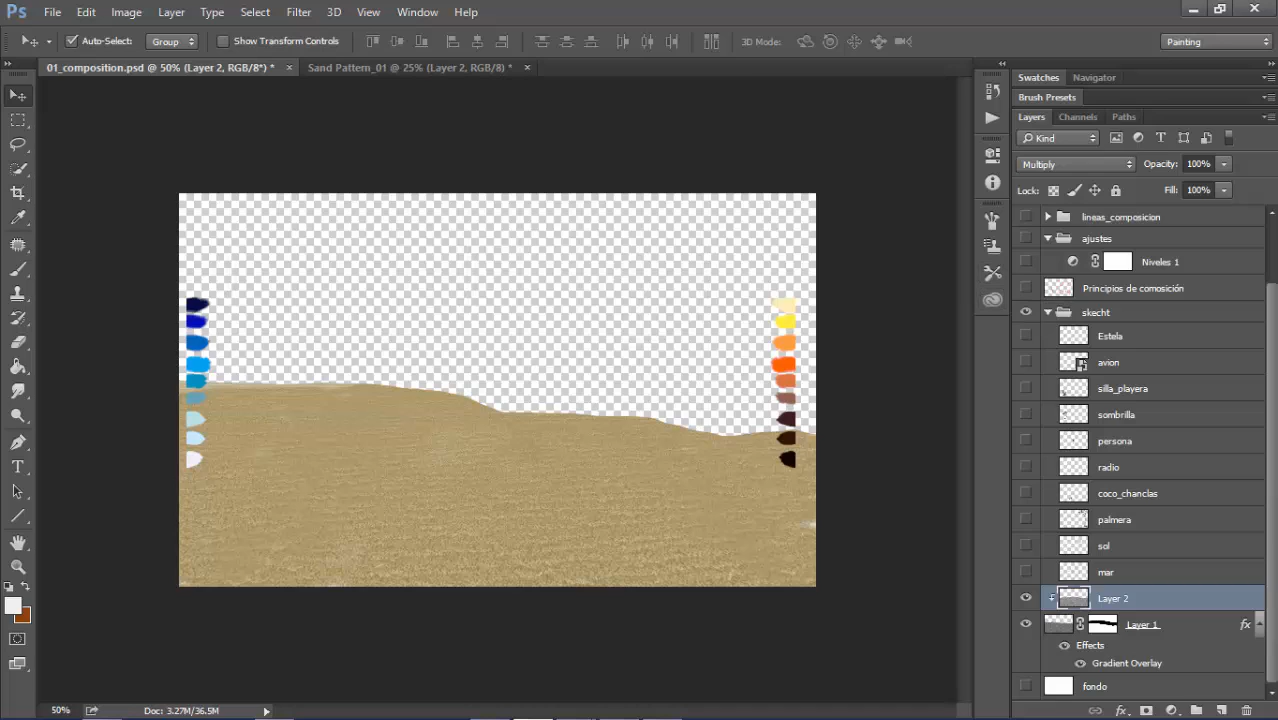 Ps File Edit Image Layer Type Select Filter 3D View Window Help
Auto-Select: Group Show Transform Controls 3D Mode: Painting
01_composition.psd @ 50% (Layer 2, RGB/8*) * × Sand Pattern_01 @ 25% (Layer 2, RGB/8) * ×
Swatches Navigator
Brush Presets
Layers Channels Paths
Kind
Multiply Opacity: 100%
Lock: Fill: 100%
lineas_composicion
ajustes
Niveles 1
Principios de comosición
skecht
Estela
avion
silla_playera
sombrilla
persona
radio
coco_chanclas
palmera
sol
mar
Layer 2
Layer 1 fx
Effects
Gradient Overlay
fondo
50% Doc: 3.27M/36.5M